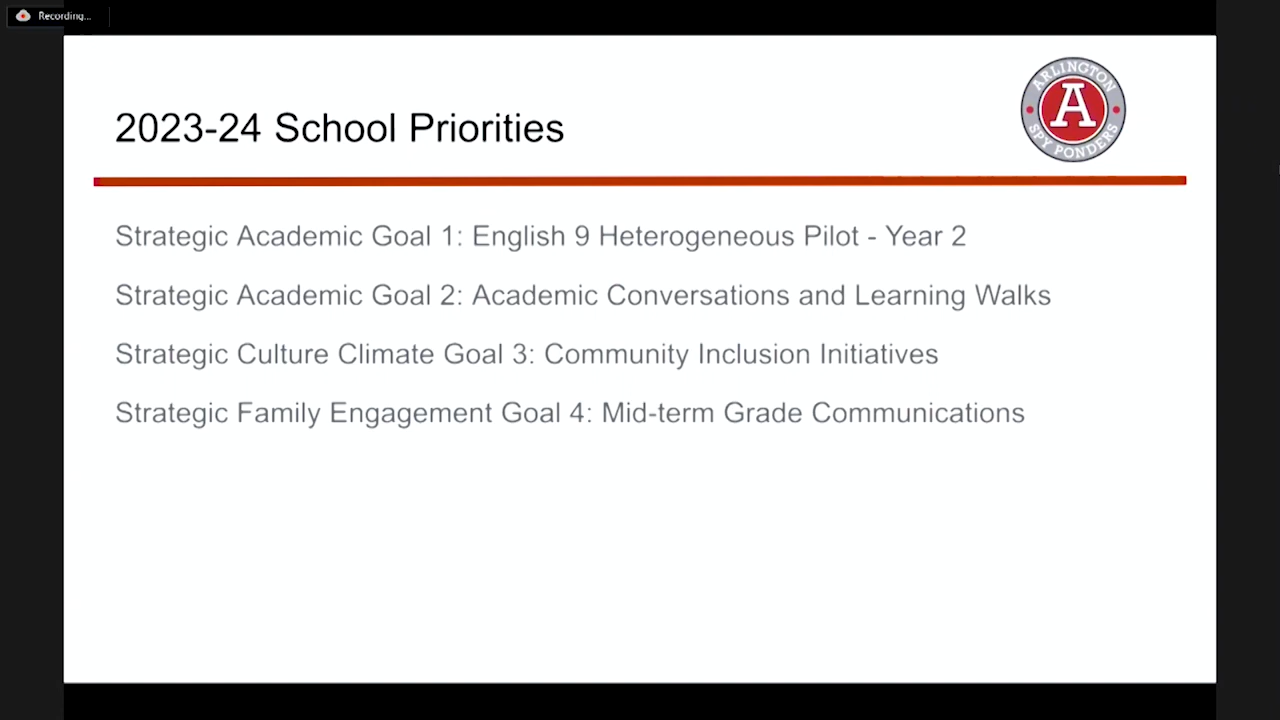 Recording...
ARLINGTON
A
SPY PONDERS
2023-24 School Priorities
Strategic Academic Goal 1: English 9 Heterogeneous Pilot - Year 2
Strategic Academic Goal 2: Academic Conversations and Learning Walks
Strategic Culture Climate Goal 3: Community Inclusion Initiatives
Strategic Family Engagement Goal 4: Mid-term Grade Communications